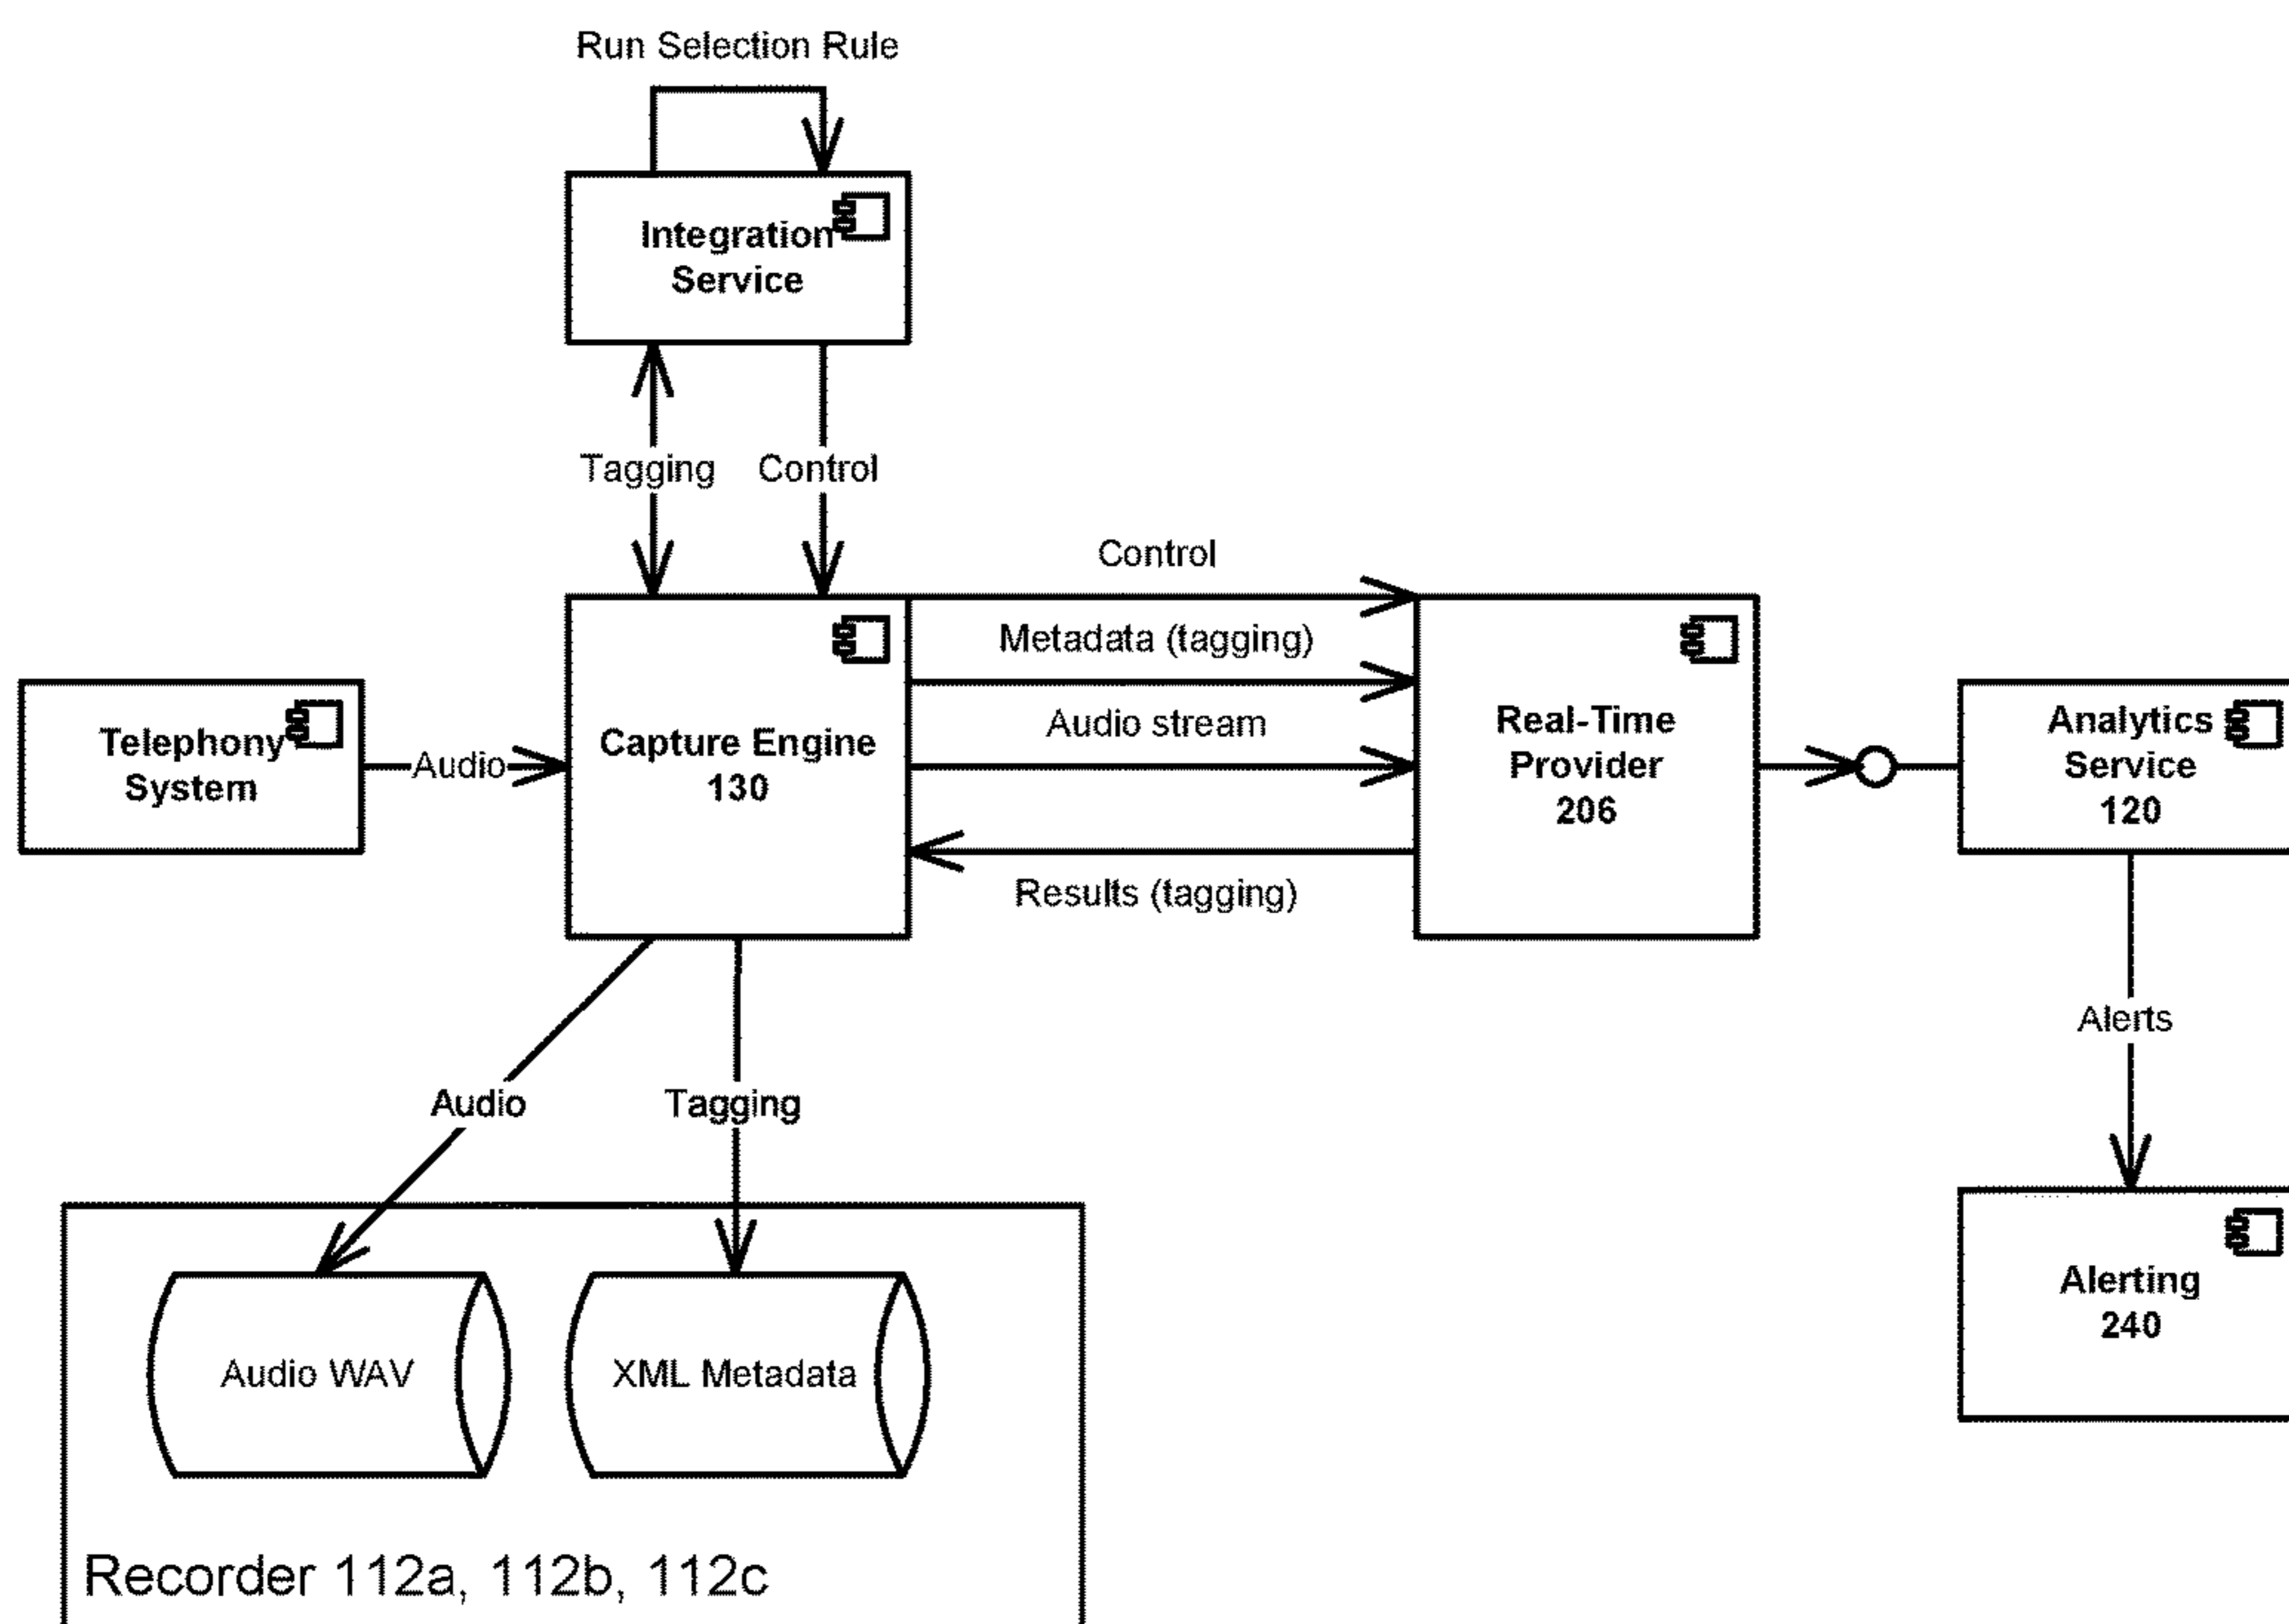 Run Selection Rule
Integration
Service
Tagging
Control
Control
Metadata (tagging)
Audio stream
Results (tagging)
Telephony
System
Audio
Capture Engine
130
Real-Time
Provider
206
Analytics
Service
120
Alerts
Audio
Tagging
Alerting
240
Audio WAV
XML Metadata
Recorder 112a, 112b, 112c